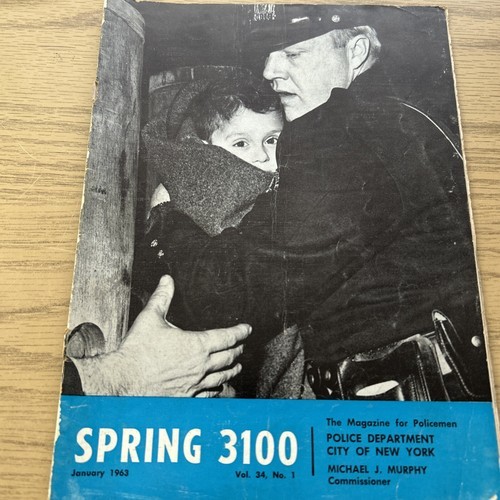 SPRING 3100
January 1963
Vol. 34, No. 1
The Magazine for Policemen
POLICE DEPARTMENT
CITY OF NEW YORK
MICHAEL J. MURPHY
Commissioner